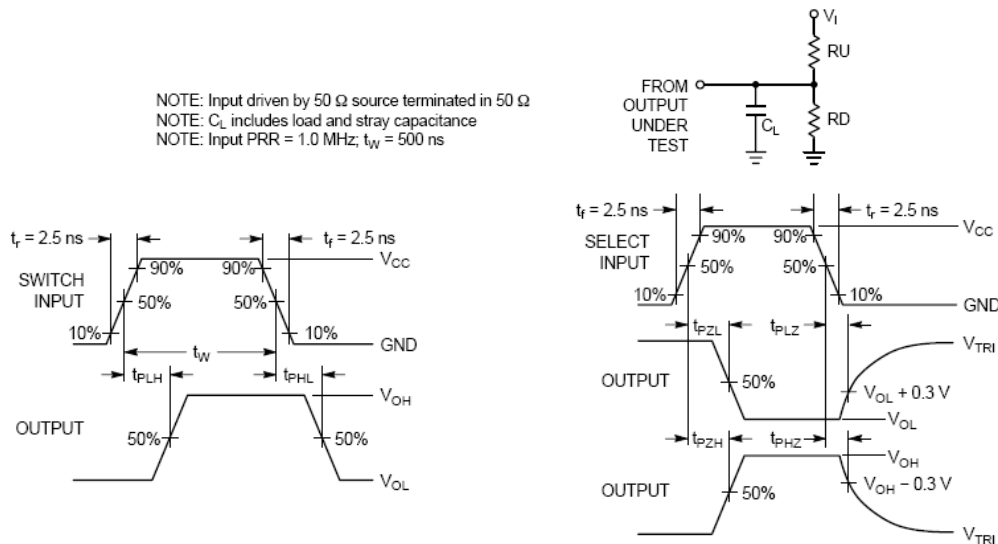 V_I
RU
FROM
OUTPUT
UNDER
TEST
C_L
RD
NOTE: Input driven by 50 Ω source terminated in 50 Ω
NOTE: C_L includes load and stray capacitance
NOTE: Input PRR = 1.0 MHz; t_W = 500 ns
t_r = 2.5 ns
t_f = 2.5 ns
V_CC
SWITCH
INPUT
90%
90%
50%
50%
10%
10%
GND
t_W
t_PLH
t_PHL
V_OH
OUTPUT
50%
50%
V_OL
t_f = 2.5 ns
t_r = 2.5 ns
V_CC
SELECT
INPUT
90%
90%
50%
50%
10%
10%
GND
t_PZL
t_PLZ
V_TRI
OUTPUT
50%
V_OL + 0.3 V
V_OL
t_PZH
t_PHZ
V_OH
OUTPUT
50%
V_OH − 0.3 V
V_TRI